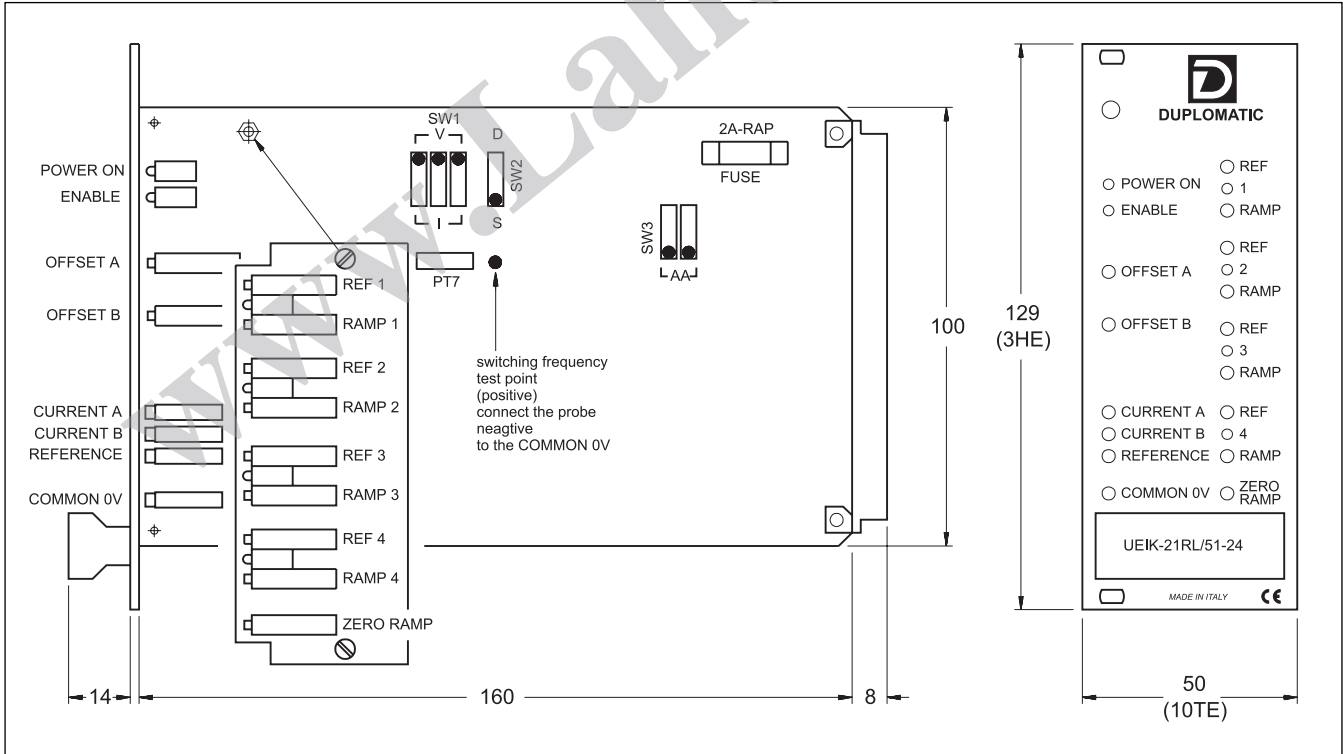 SW1
V
I
D
SW2
S
2A-RAP
FUSE
SW3
AA
PT7
POWER ON
ENABLE
OFFSET A
OFFSET B
CURRENT A
CURRENT B
REFERENCE
COMMON 0V
REF 1
RAMP 1
REF 2
RAMP 2
REF 3
RAMP 3
REF 4
RAMP 4
ZERO RAMP
switching frequency
test point
(positive)
connect the probe
neagtive
to the COMMON 0V
14
160
8
100
129
(3HE)
D
DUPLOMATIC
POWER ON
ENABLE
OFFSET A
OFFSET B
CURRENT A
CURRENT B
REFERENCE
COMMON 0V
REF
1
RAMP
REF
2
RAMP
REF
3
RAMP
REF
4
RAMP
ZERO
RAMP
UEIK-21RL/51-24
MADE IN ITALY
CE
50
(10TE)